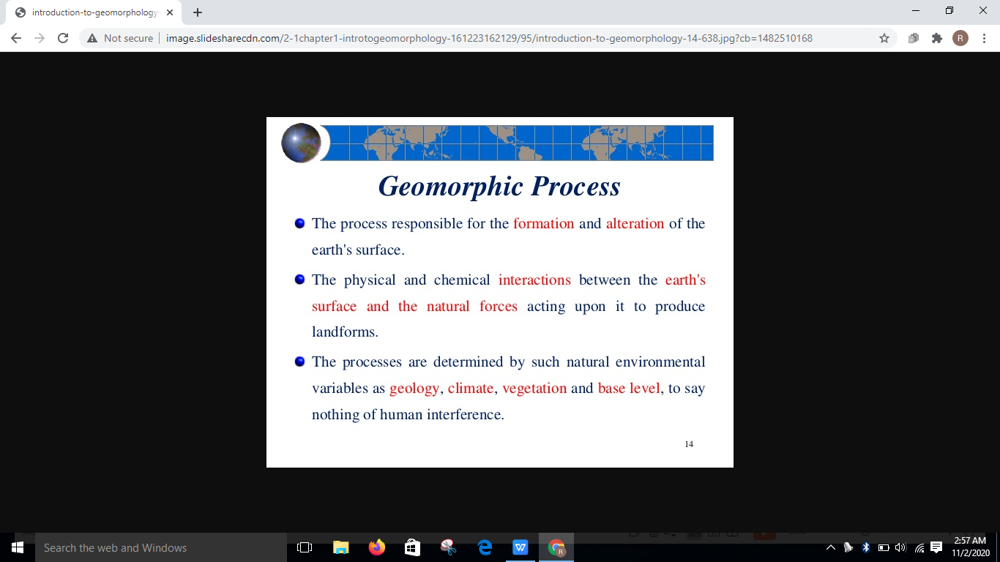 introduction-to-geomorphology-
Not secure
image.slidesharecdn.com/2-1chapter1-introtogeomorphology-161223162129/95/introduction-to-geomorphology-14-638.jpg?cb=1482510168
R
Geomorphic Process
The process responsible for the formation and alteration of the
earth's surface.
The physical and chemical interactions between the earth's
surface and the natural forces acting upon it to produce
landforms.
The processes are determined by such natural environmental
variables as geology, climate, vegetation and base level, to say
nothing of human interference.
14
Search the web and Windows
R
2:57 AM
11/2/2020